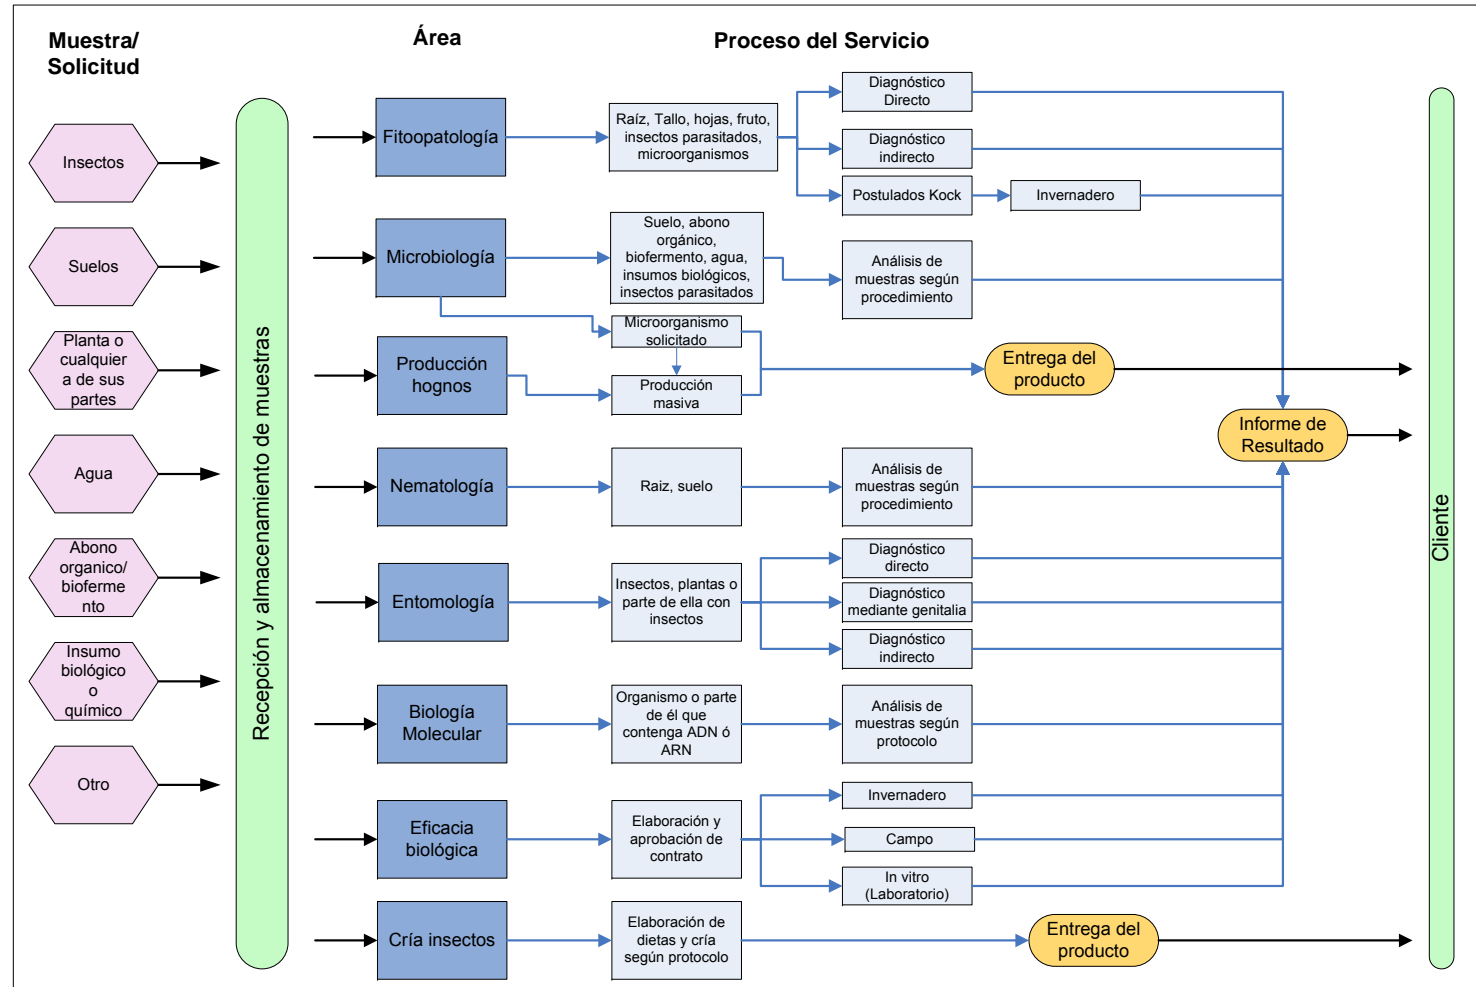 Muestra/
Solicitud
Área
Proceso del Servicio
Insectos
Suelos
Planta o
cualquier
a de sus
partes
Agua
Abono
organico/
bioferme
nto
Insumo
biológico
o
químico
Otro
Recepción y almacenamiento de muestras
Fitoopatología
Raíz, Tallo, hojas, fruto,
insectos parasitados,
microorganismos
Diagnóstico
Directo
Diagnóstico
indirecto
Postulados Kock
Invernadero
Microbiología
Suelo, abono
orgánico,
biofermento, agua,
insumos biológicos,
insectos parasitados
Análisis de
muestras según
procedimiento
Microorganismo
solicitado
Producción
hognos
Producción
masiva
Entrega del
producto
Informe de
Resultado
Nematología
Raiz, suelo
Análisis de
muestras según
procedimiento
Entomología
Insectos, plantas o
parte de ella con
insectos
Diagnóstico
directo
Diagnóstico
mediante genitalia
Diagnóstico
indirecto
Biología
Molecular
Organismo o parte
de él que
contenga ADN ó
ARN
Análisis de
muestras según
protocolo
Eficacia
biológica
Elaboración y
aprobación de
contrato
Invernadero
Campo
In vitro
(Laboratorio)
Cría insectos
Elaboración de
dietas y cría
según protocolo
Entrega del
producto
Cliente